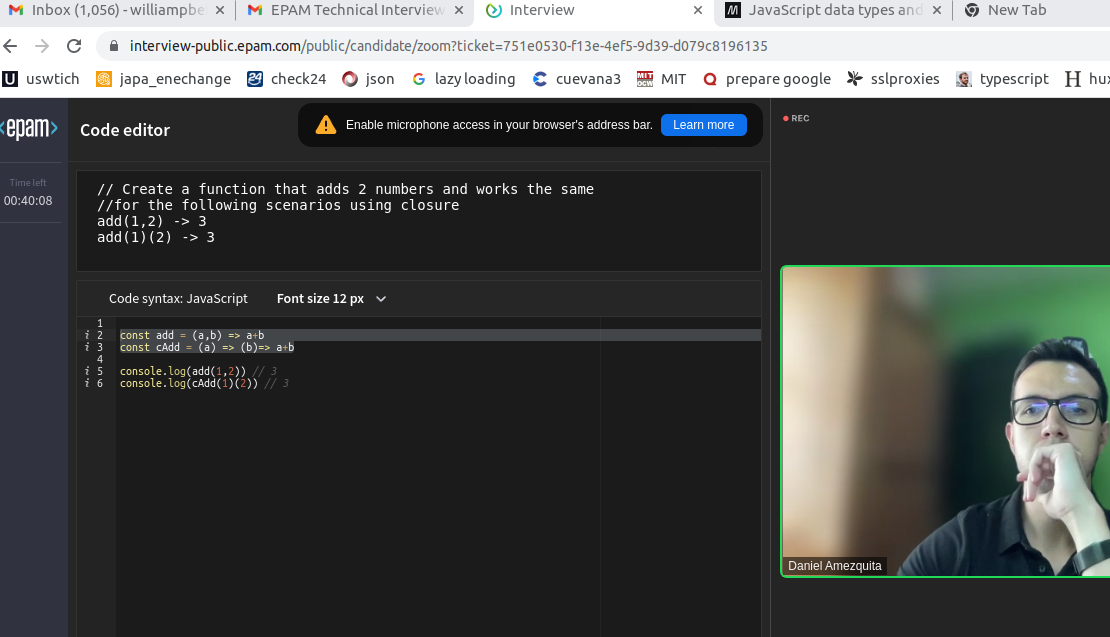 Inbox (1,056) - williampbe
EPAM Technical Interview
Interview
JavaScript data types and
New Tab
interview-public.epam.com/public/candidate/zoom?ticket=751e0530-f13e-4ef5-9d39-d079c8196135
U uswtich
japa_enechange
24 check24
json
G lazy loading
cuevana3
MIT OCW MIT
prepare google
sslproxies
typescript
H hux
<epam>
Code editor
Enable microphone access in your browser's address bar.
Learn more
REC
Time left
00:40:08
// Create a function that adds 2 numbers and works the same
//for the following scenarios using closure
add(1,2) -> 3
add(1)(2) -> 3
Code syntax: JavaScript
Font size 12 px
1
i 2 const add = (a,b) => a+b
i 3 const cAdd = (a) => (b)=> a+b
4
i 5 console.log(add(1,2)) // 3
i 6 console.log(cAdd(1)(2)) // 3
Daniel Amezquita